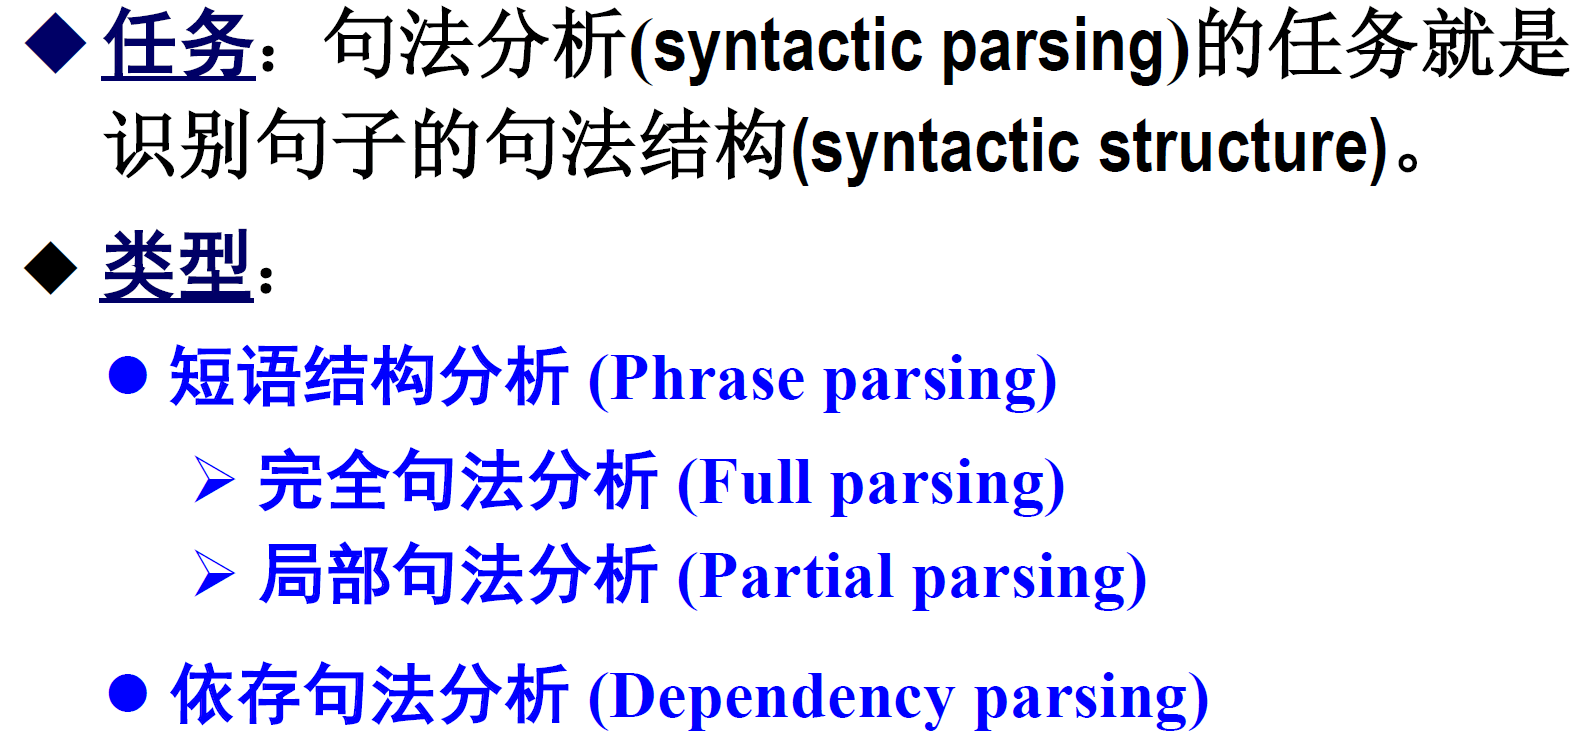 ◆ 任务：句法分析(syntactic parsing)的任务就是
识别句子的句法结构(syntactic structure)。
◆ 类型：
● 短语结构分析 (Phrase parsing)
➢ 完全句法分析 (Full parsing)
➢ 局部句法分析 (Partial parsing)
● 依存句法分析 (Dependency parsing)